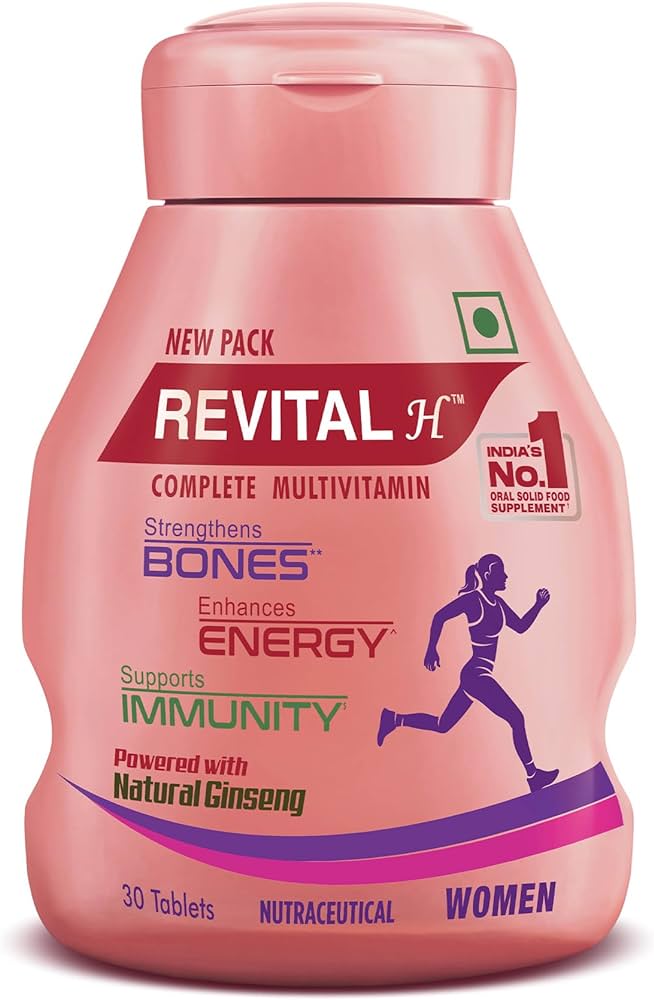 NEW PACK
REVITAL H™
COMPLETE MULTIVITAMIN
INDIA'S
No.1
ORAL SOLID FOOD
SUPPLEMENT†
Strengthens
BONES**
Enhances
ENERGY^
Supports
IMMUNITY$
Powered with
Natural Ginseng
30 Tablets
NUTRACEUTICAL
WOMEN